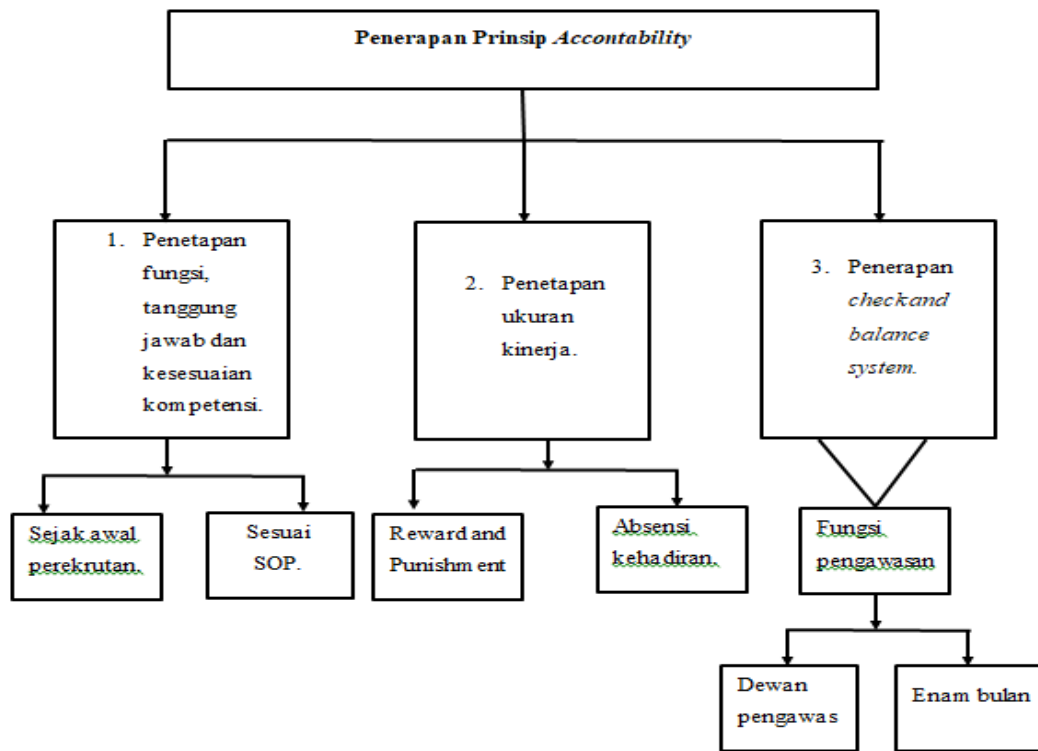 Penerapan Prinsip Accontability
1. Penetapan
fungsi,
tanggung
jawab dan
kesesuaian
kompetensi.
2. Penetapan
ukuran
kinerja.
3. Penerapan
checkand
balance
system.
Sejak awal
perekrutan.
Sesuai
SOP.
Reward and
Punishment
Absensi
kehadiran.
Fungsi
pengawasan
Dewan
pengawas
Enam bulan